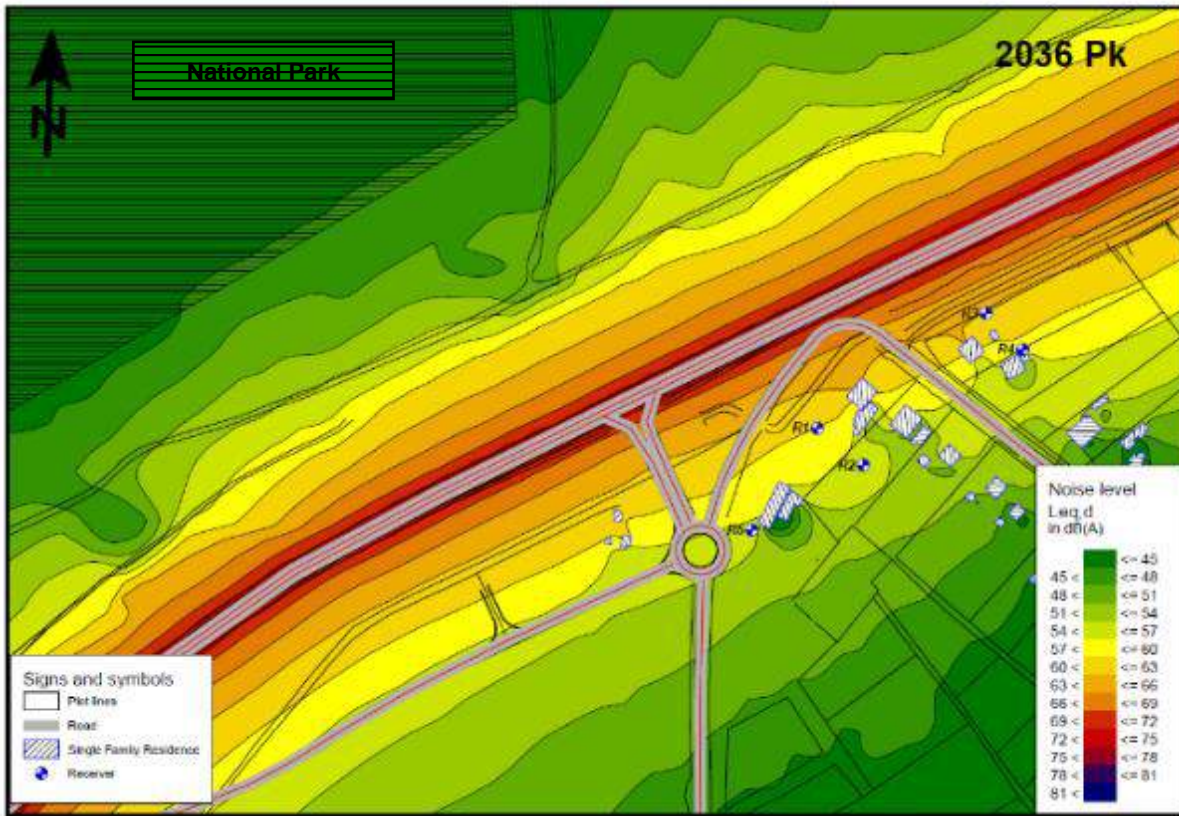 National Park
2036 Pk
N
R3
R4
R1
R2
R5
Noise level
Leq,d
in dB(A)
<= 45
45 < <= 48
48 < <= 51
51 < <= 54
54 < <= 57
57 < <= 60
60 < <= 63
63 < <= 66
66 < <= 69
69 < <= 72
72 < <= 75
75 < <= 78
78 < <= 81
81 <
Signs and symbols
Plot lines
Road
Single Family Residence
Receiver